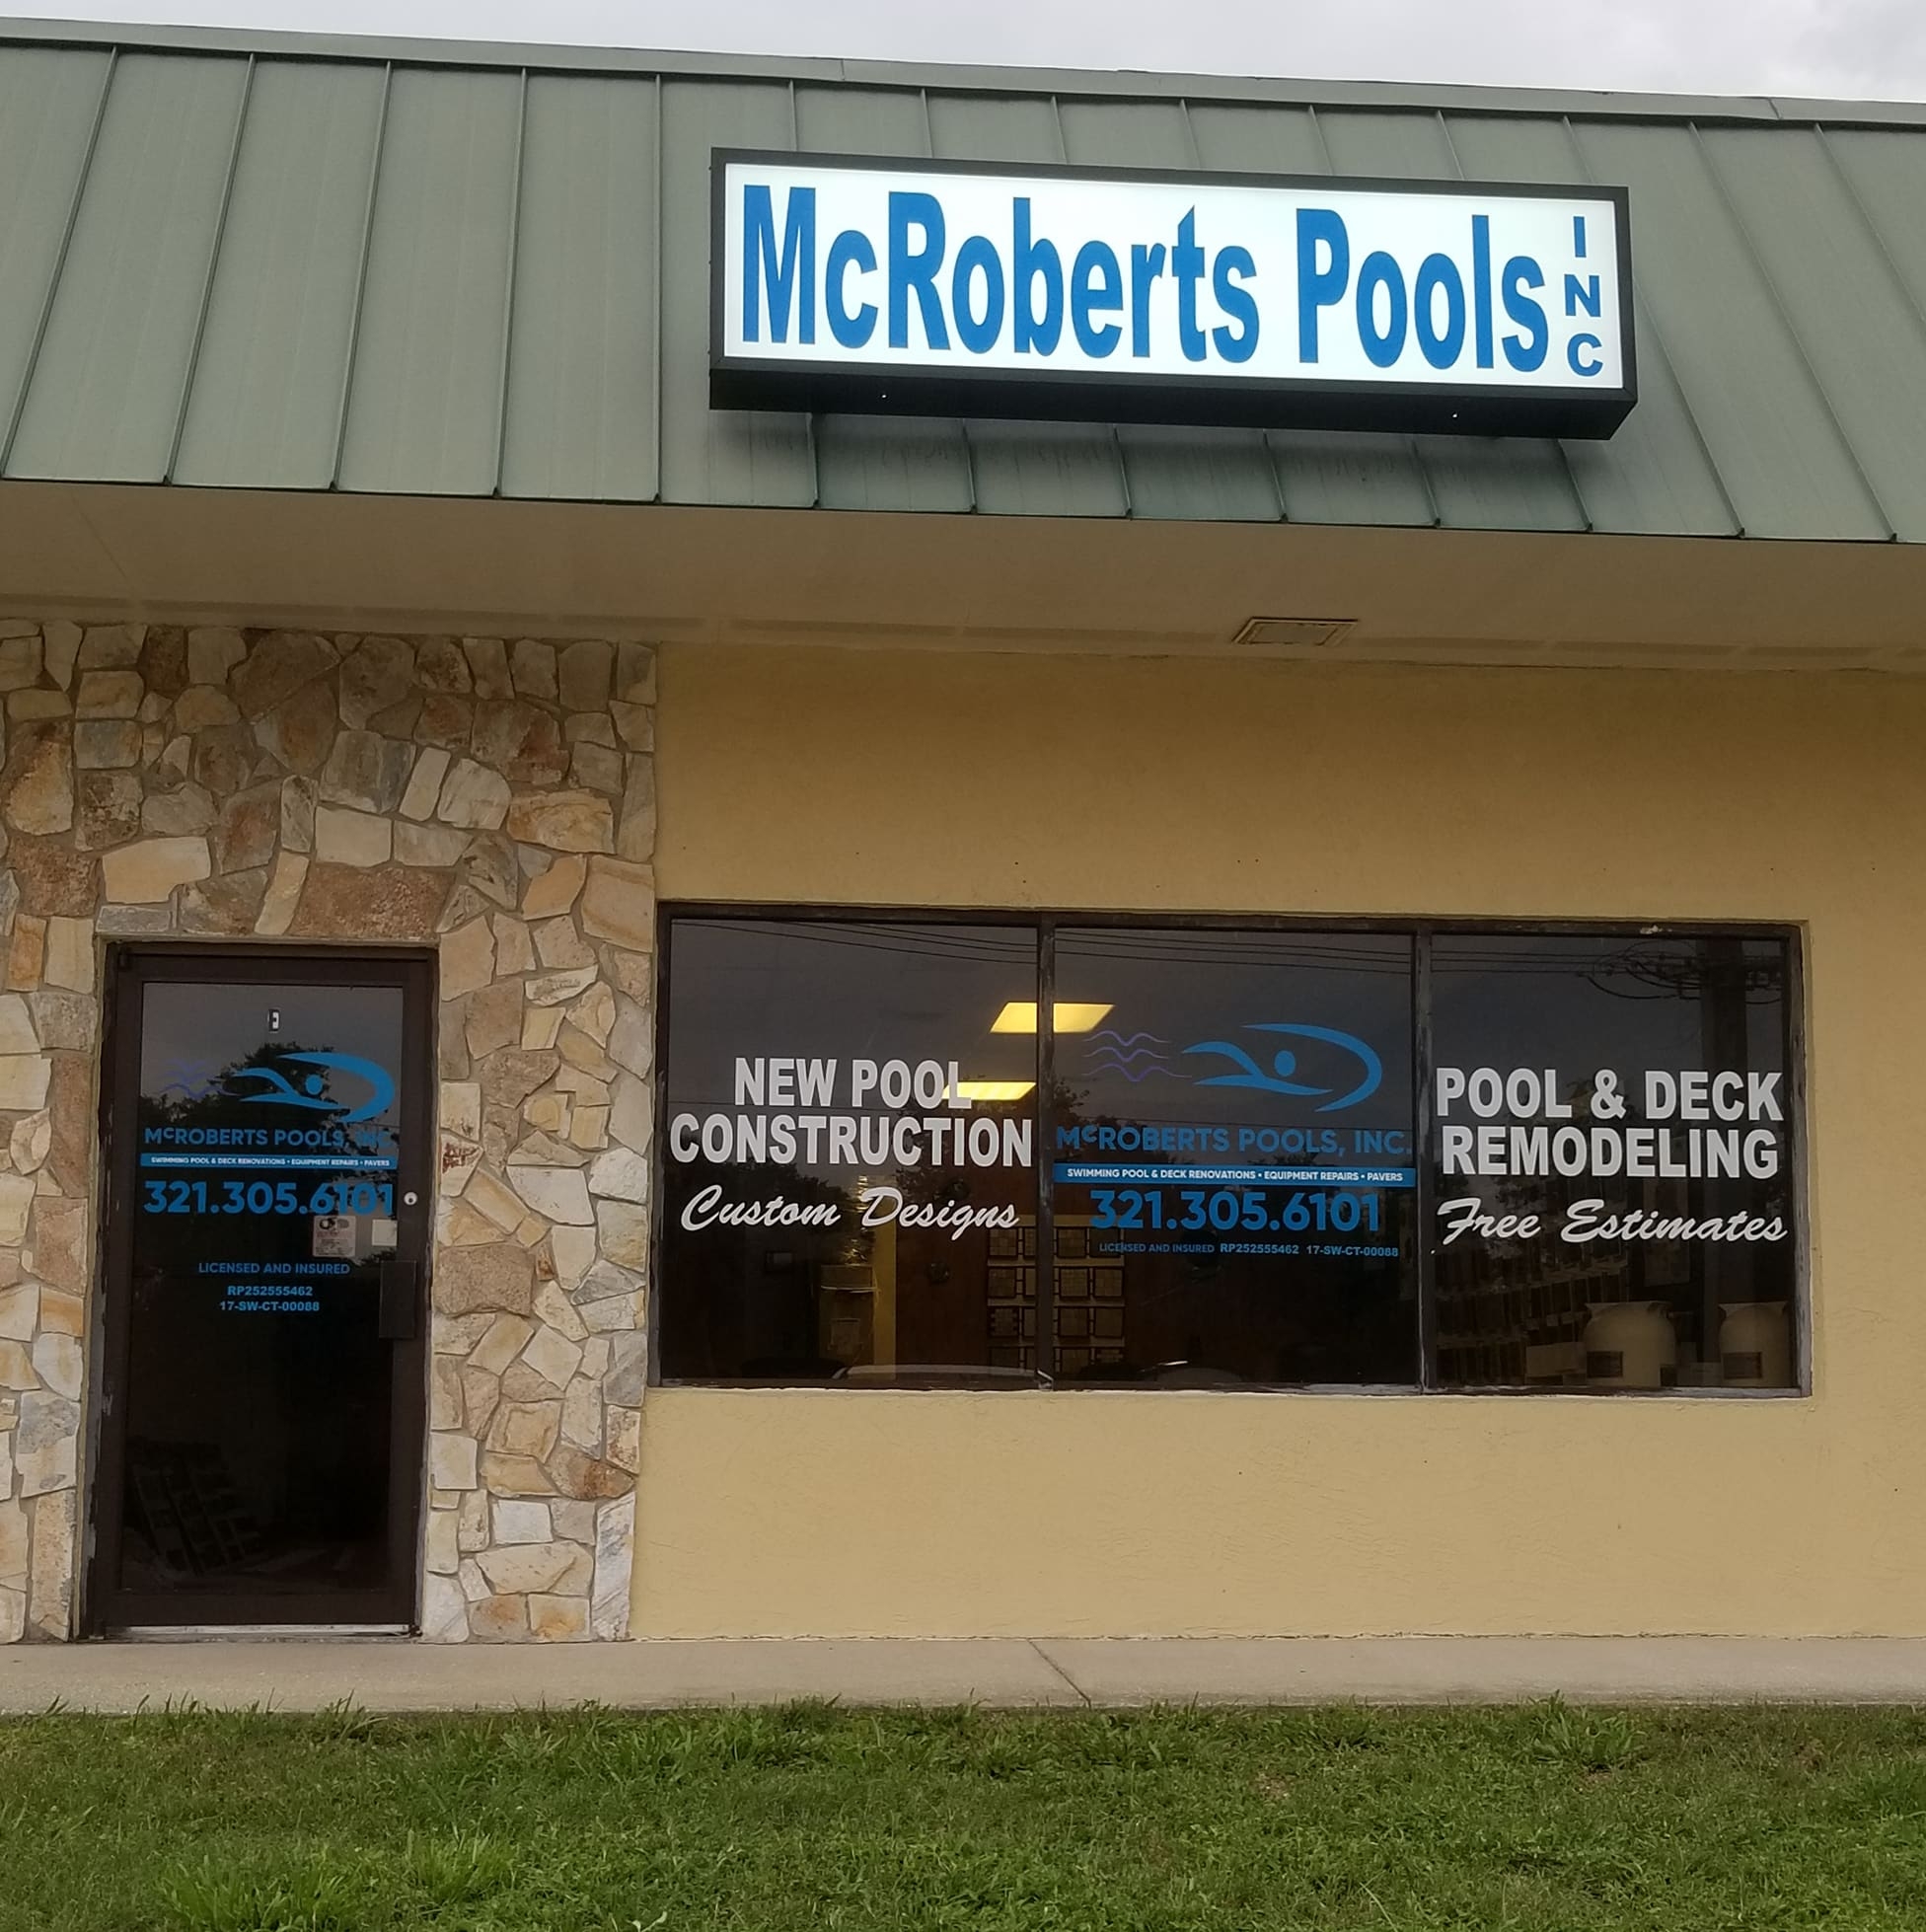 McRoberts Pools
INC
E
McROBERTS POOLS, INC.
SWIMMING POOL & DECK RENOVATIONS • EQUIPMENT REPAIRS • PAVERS
321.305.6101
LICENSED AND INSURED
RP252555462
17-SW-CT-00088
NEW POOL
CONSTRUCTION
Custom Designs
McROBERTS POOLS, INC.
SWIMMING POOL & DECK RENOVATIONS • EQUIPMENT REPAIRS • PAVERS
321.305.6101
LICENSED AND INSURED RP252555462 17-SW-CT-00088
POOL & DECK
REMODELING
Free Estimates